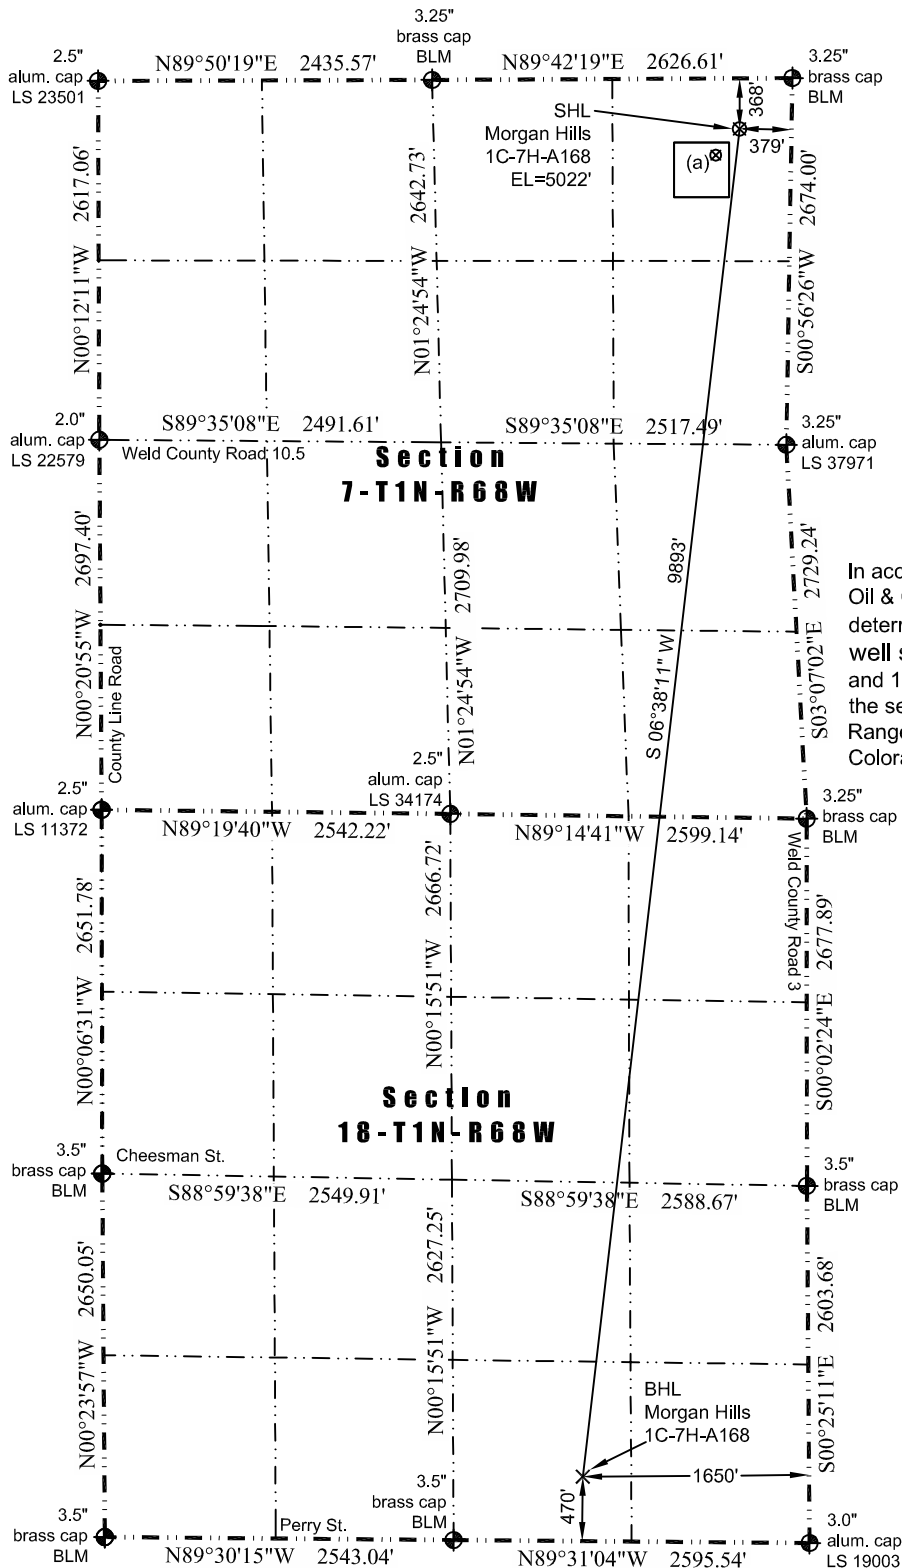 3.25"
brass cap
BLM
2.5"
alum. cap
LS 23501
N89°50'19"E 2435.57'
N89°42'19"E 2626.61'
3.25"
brass cap
BLM
SHL
Morgan Hills
1C-7H-A168
EL=5022'
368'
379'
(a)
N00°12'11"W 2617.06'
N01°24'54"W 2642.73'
S00°56'26"W 2674.00'
2.0"
alum. cap
LS 22579
S89°35'08"E 2491.61'
S89°35'08"E 2517.49'
3.25"
alum. cap
LS 37971
Weld County Road 10.5
Section
7-T1N-R68W
N00°20'55"W 2697.40'
County Line Road
N01°24'54"W 2709.98'
S 06°38'11" W 9893'
S03°07'02"E 2729.24'
In acc
Oil &
deterr
well s
and 1
the se
Range
Colora
2.5"
alum. cap
LS 11372
2.5"
alum. cap
LS 34174
3.25"
brass cap
BLM
N89°19'40"W 2542.22'
N89°14'41"W 2599.14'
N00°06'31"W 2651.78'
N00°15'51"W 2666.72'
Weld County Road 3
S00°02'24"E 2677.89'
Section
18-T1N-R68W
3.5"
brass cap
BLM
Cheesman St.
S88°59'38"E 2549.91'
S88°59'38"E 2588.67'
3.5"
brass cap
BLM
N00°23'57"W 2650.05'
N00°15'51"W 2627.25'
S00°25'11"E 2603.68'
BHL
Morgan Hills
1C-7H-A168
1650'
470'
3.5"
brass cap
BLM
Perry St.
3.5"
brass cap
BLM
3.0"
alum. cap
LS 19003
N89°30'15"W 2543.04'
N89°31'04"W 2595.54'